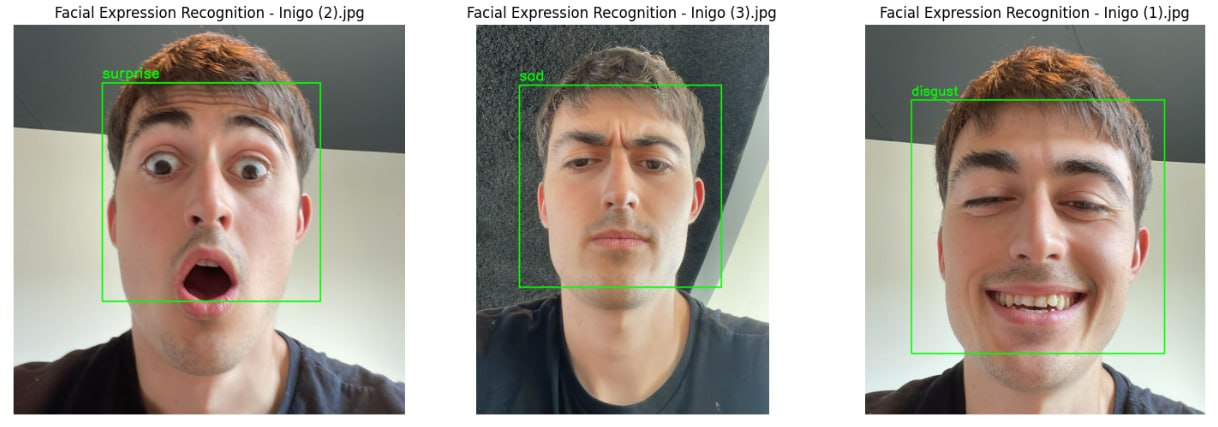 Facial Expression Recognition - Inigo (2).jpg
surprise
Facial Expression Recognition - Inigo (3).jpg
sad
Facial Expression Recognition - Inigo (1).jpg
disgust